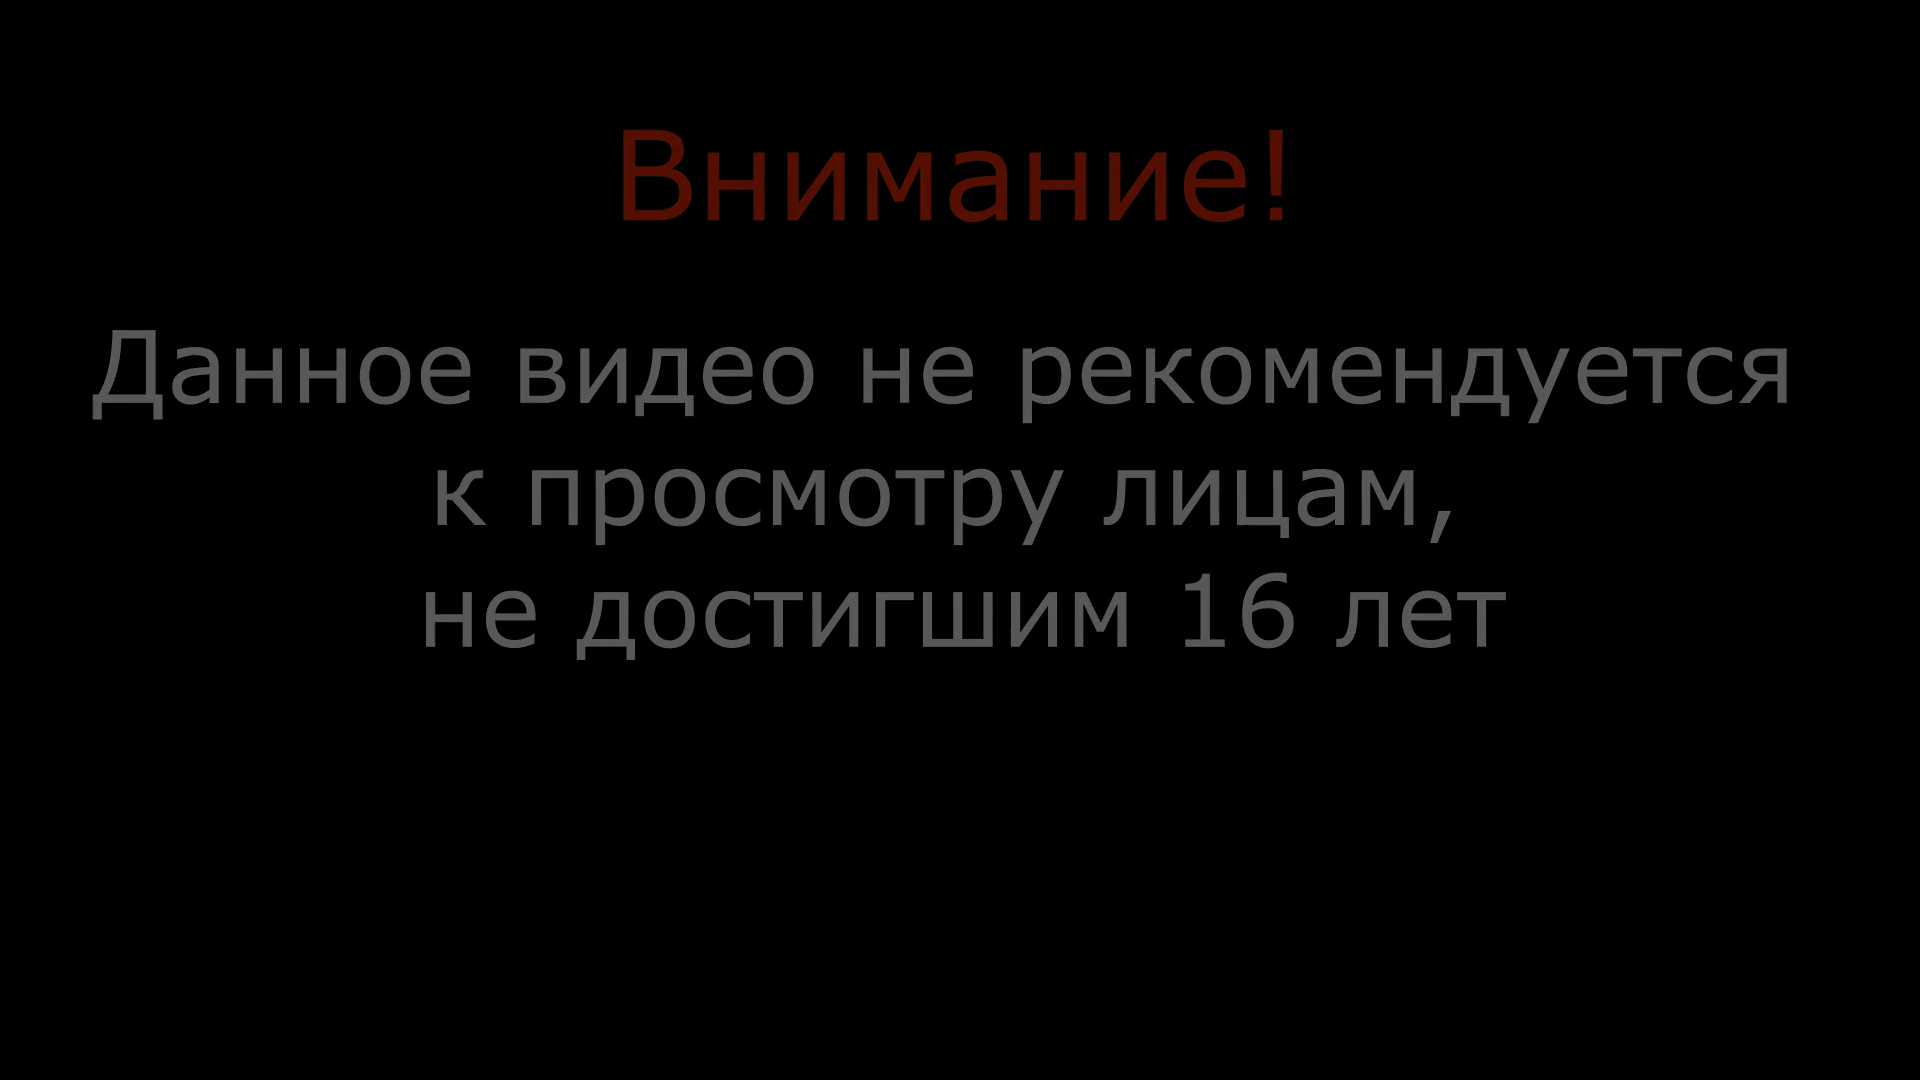 Внимание!
Данное видео не рекомендуется
к просмотру лицам,
не достигшим 16 лет